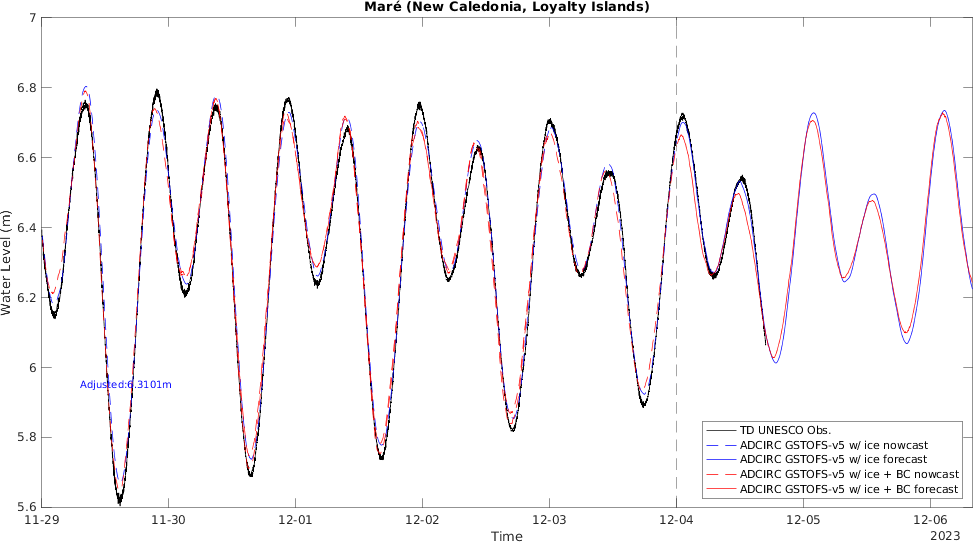 Maré (New Caledonia, Loyalty Islands)
Water Level (m)
7
6.8
6.6
6.4
6.2
6
5.8
5.6
Adjusted:6.3101m
TD UNESCO Obs.
ADCIRC GSTOFS-v5 w/ ice nowcast
ADCIRC GSTOFS-v5 w/ ice forecast
ADCIRC GSTOFS-v5 w/ ice + BC nowcast
ADCIRC GSTOFS-v5 w/ ice + BC forecast
11-29 11-30 12-01 12-02 12-03 12-04 12-05 12-06
Time
2023